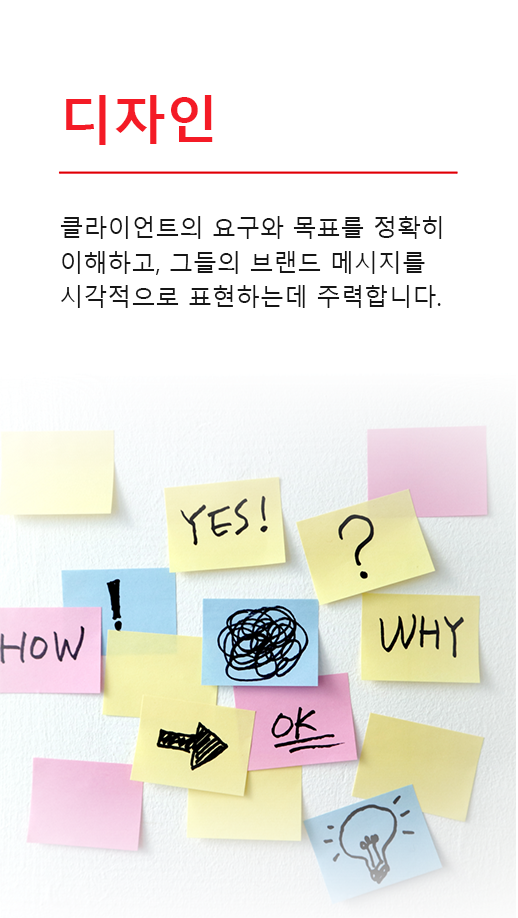 디자인
클라이언트의 요구와 목표를 정확히
이해하고, 그들의 브랜드 메시지를
시각적으로 표현하는데 주력합니다.
YES!
?
!
HOW
WHY
OK